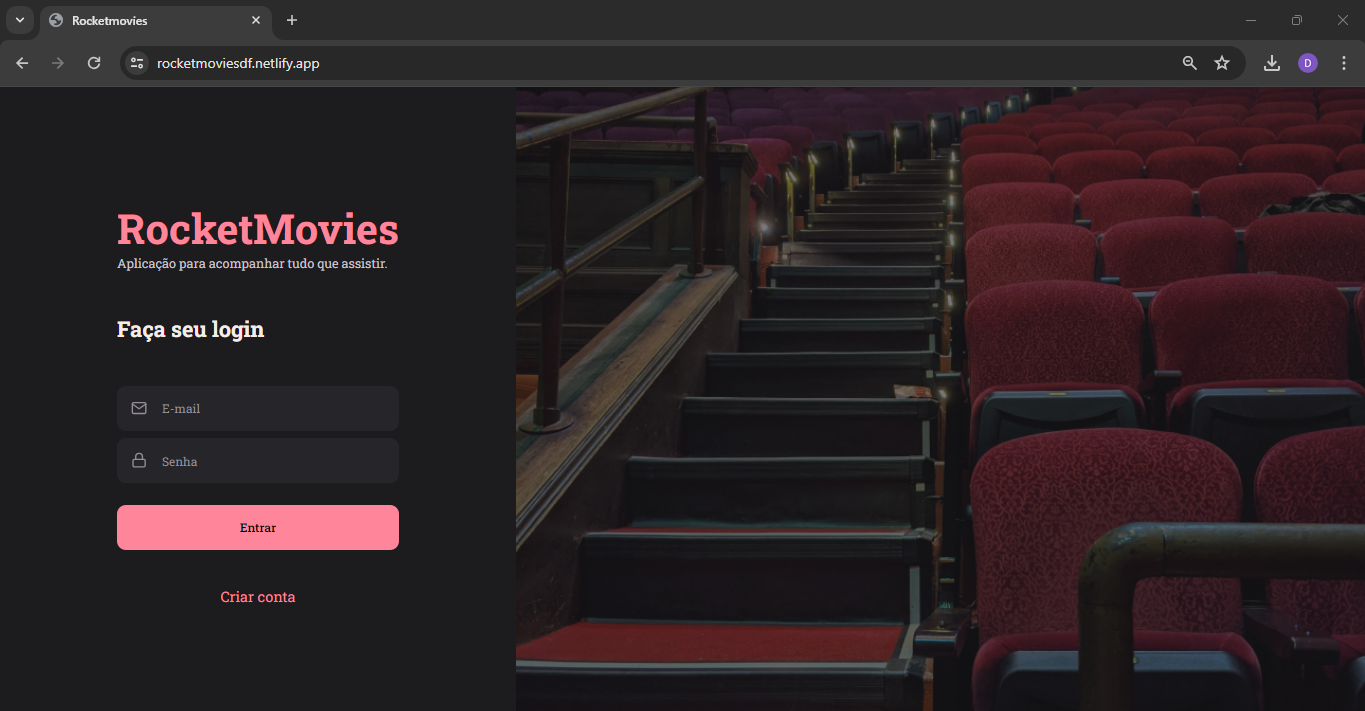 Rocketmovies
rocketmoviesdf.netlify.app
D
RocketMovies
Aplicação para acompanhar tudo que assistir.
Faça seu login
E-mail
Senha
Entrar
Criar conta